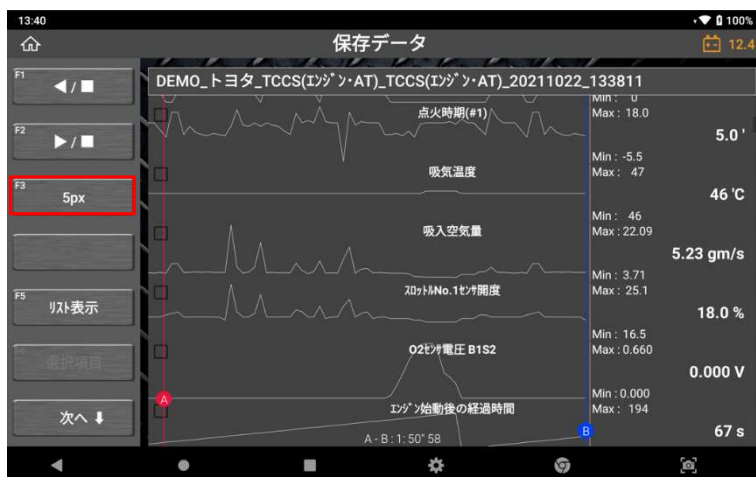 13:40
100%
保存データ
12.4
F1
◀/■
DEMO_トヨタ_TCCS(ｴﾝｼﾞﾝ･AT)_TCCS(ｴﾝｼﾞﾝ･AT)_20211022_133811
Min: 0
点火時期(#1)
Max: 18.0
F2
▶/■
5.0 '
Min: -5.5
吸気温度
Max: 47
F3
5px
46 'C
Min: 46
吸入空気量
Max: 22.09
5.23 gm/s
Min: 3.71
ｽﾛｯﾄﾙNo.1ｾﾝｻ開度
Max: 25.1
F5
ﾘｽﾄ表示
18.0 %
Min: 16.5
O2ｾﾝｻ電圧 B1S2
Max: 0.660
選択項目
0.000 V
Min: 0.000
A
ｴﾝｼﾞﾝ始動後の経過時間
Max: 194
次へ ⬇
B
67 s
A - B : 1: 50" 58